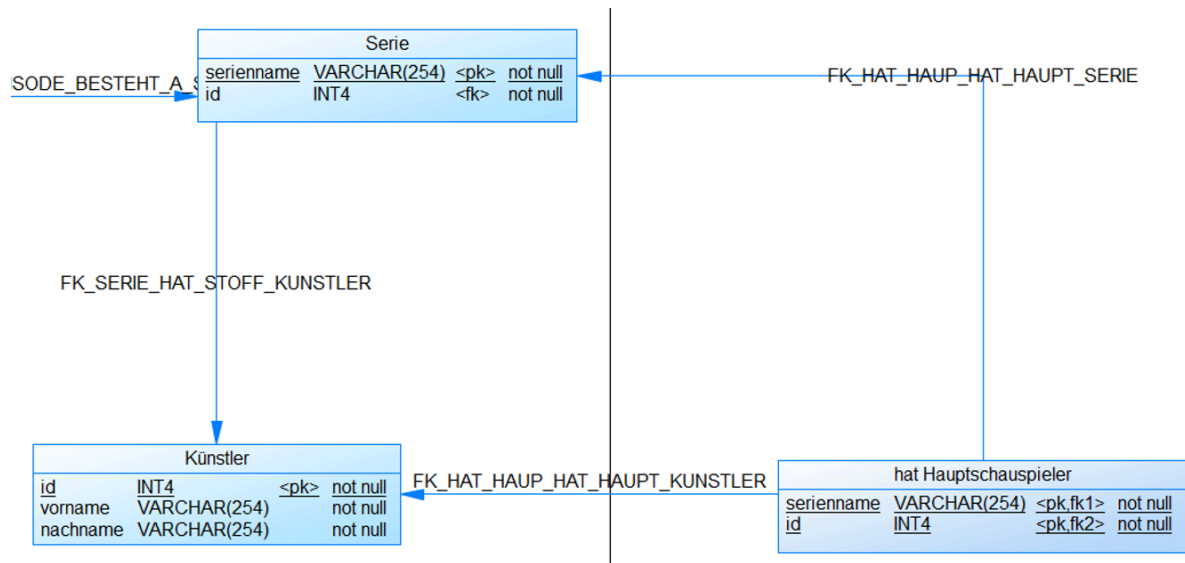 Serie
serienname VARCHAR(254) <pk> not null
id INT4 <fk> not null
FK_HAT_HAUP_HAT_HAUPT_SERIE
SODE_BESTEHT_A_S
FK_SERIE_HAT_STOFF_KUNSTLER
Künstler
id INT4 <pk> not null
vorname VARCHAR(254) not null
nachname VARCHAR(254) not null
FK_HAT_HAUP_HAT_HAUPT_KUNSTLER
hat Hauptschauspieler
serienname VARCHAR(254) <pk,fk1> not null
id INT4 <pk,fk2> not null